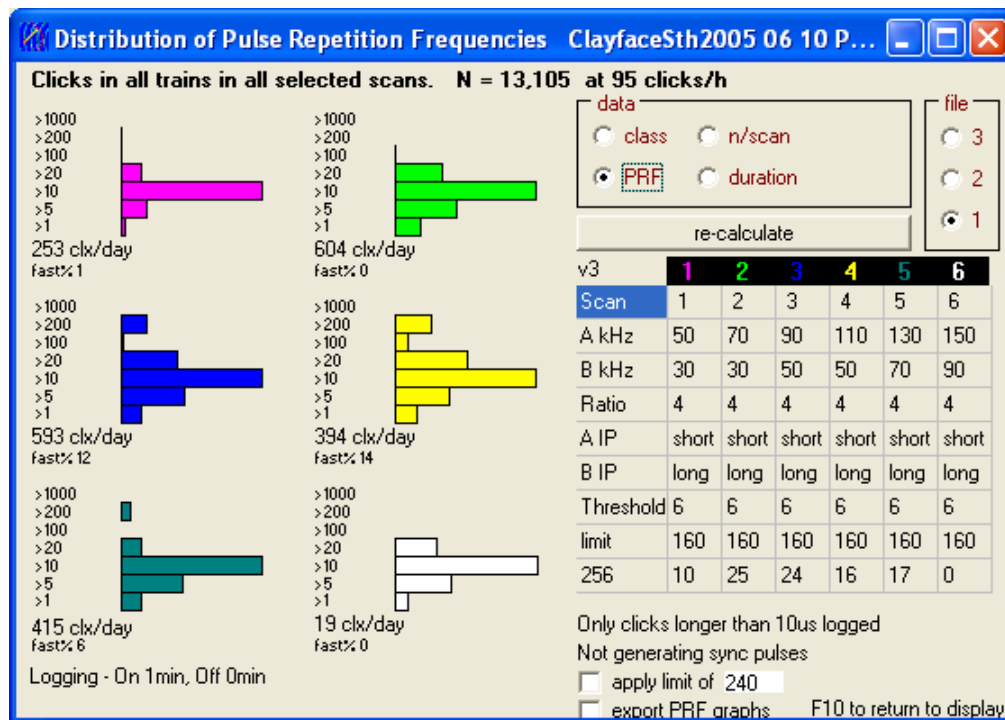 Distribution of Pulse Repetition Frequencies ClayfaceSth2005 06 10 P...
Clicks in all trains in all selected scans. N = 13,105 at 95 clicks/h
>1000
>200
>100
>20
>10
>5
>1
253 clx/day
fast% 1
>1000
>200
>100
>20
>10
>5
>1
604 clx/day
fast% 0
>1000
>200
>100
>20
>10
>5
>1
593 clx/day
fast% 12
>1000
>200
>100
>20
>10
>5
>1
394 clx/day
fast% 14
>1000
>200
>100
>20
>10
>5
>1
415 clx/day
fast% 6
>1000
>200
>100
>20
>10
>5
>1
19 clx/day
fast% 0
Logging - On 1min, Off 0min
data
class n/scan
PRF duration
file
3
2
1
re-calculate
v3 1 2 3 4 5 6
Scan 1 2 3 4 5 6
A kHz 50 70 90 110 130 150
B kHz 30 30 50 50 70 90
Ratio 4 4 4 4 4 4
A IP short short short short short short
B IP long long long long long long
Threshold 6 6 6 6 6 6
limit 160 160 160 160 160 160
256 10 25 24 16 17 0
Only clicks longer than 10us logged
Not generating sync pulses
apply limit of 240
export PRF graphs F10 to return to display